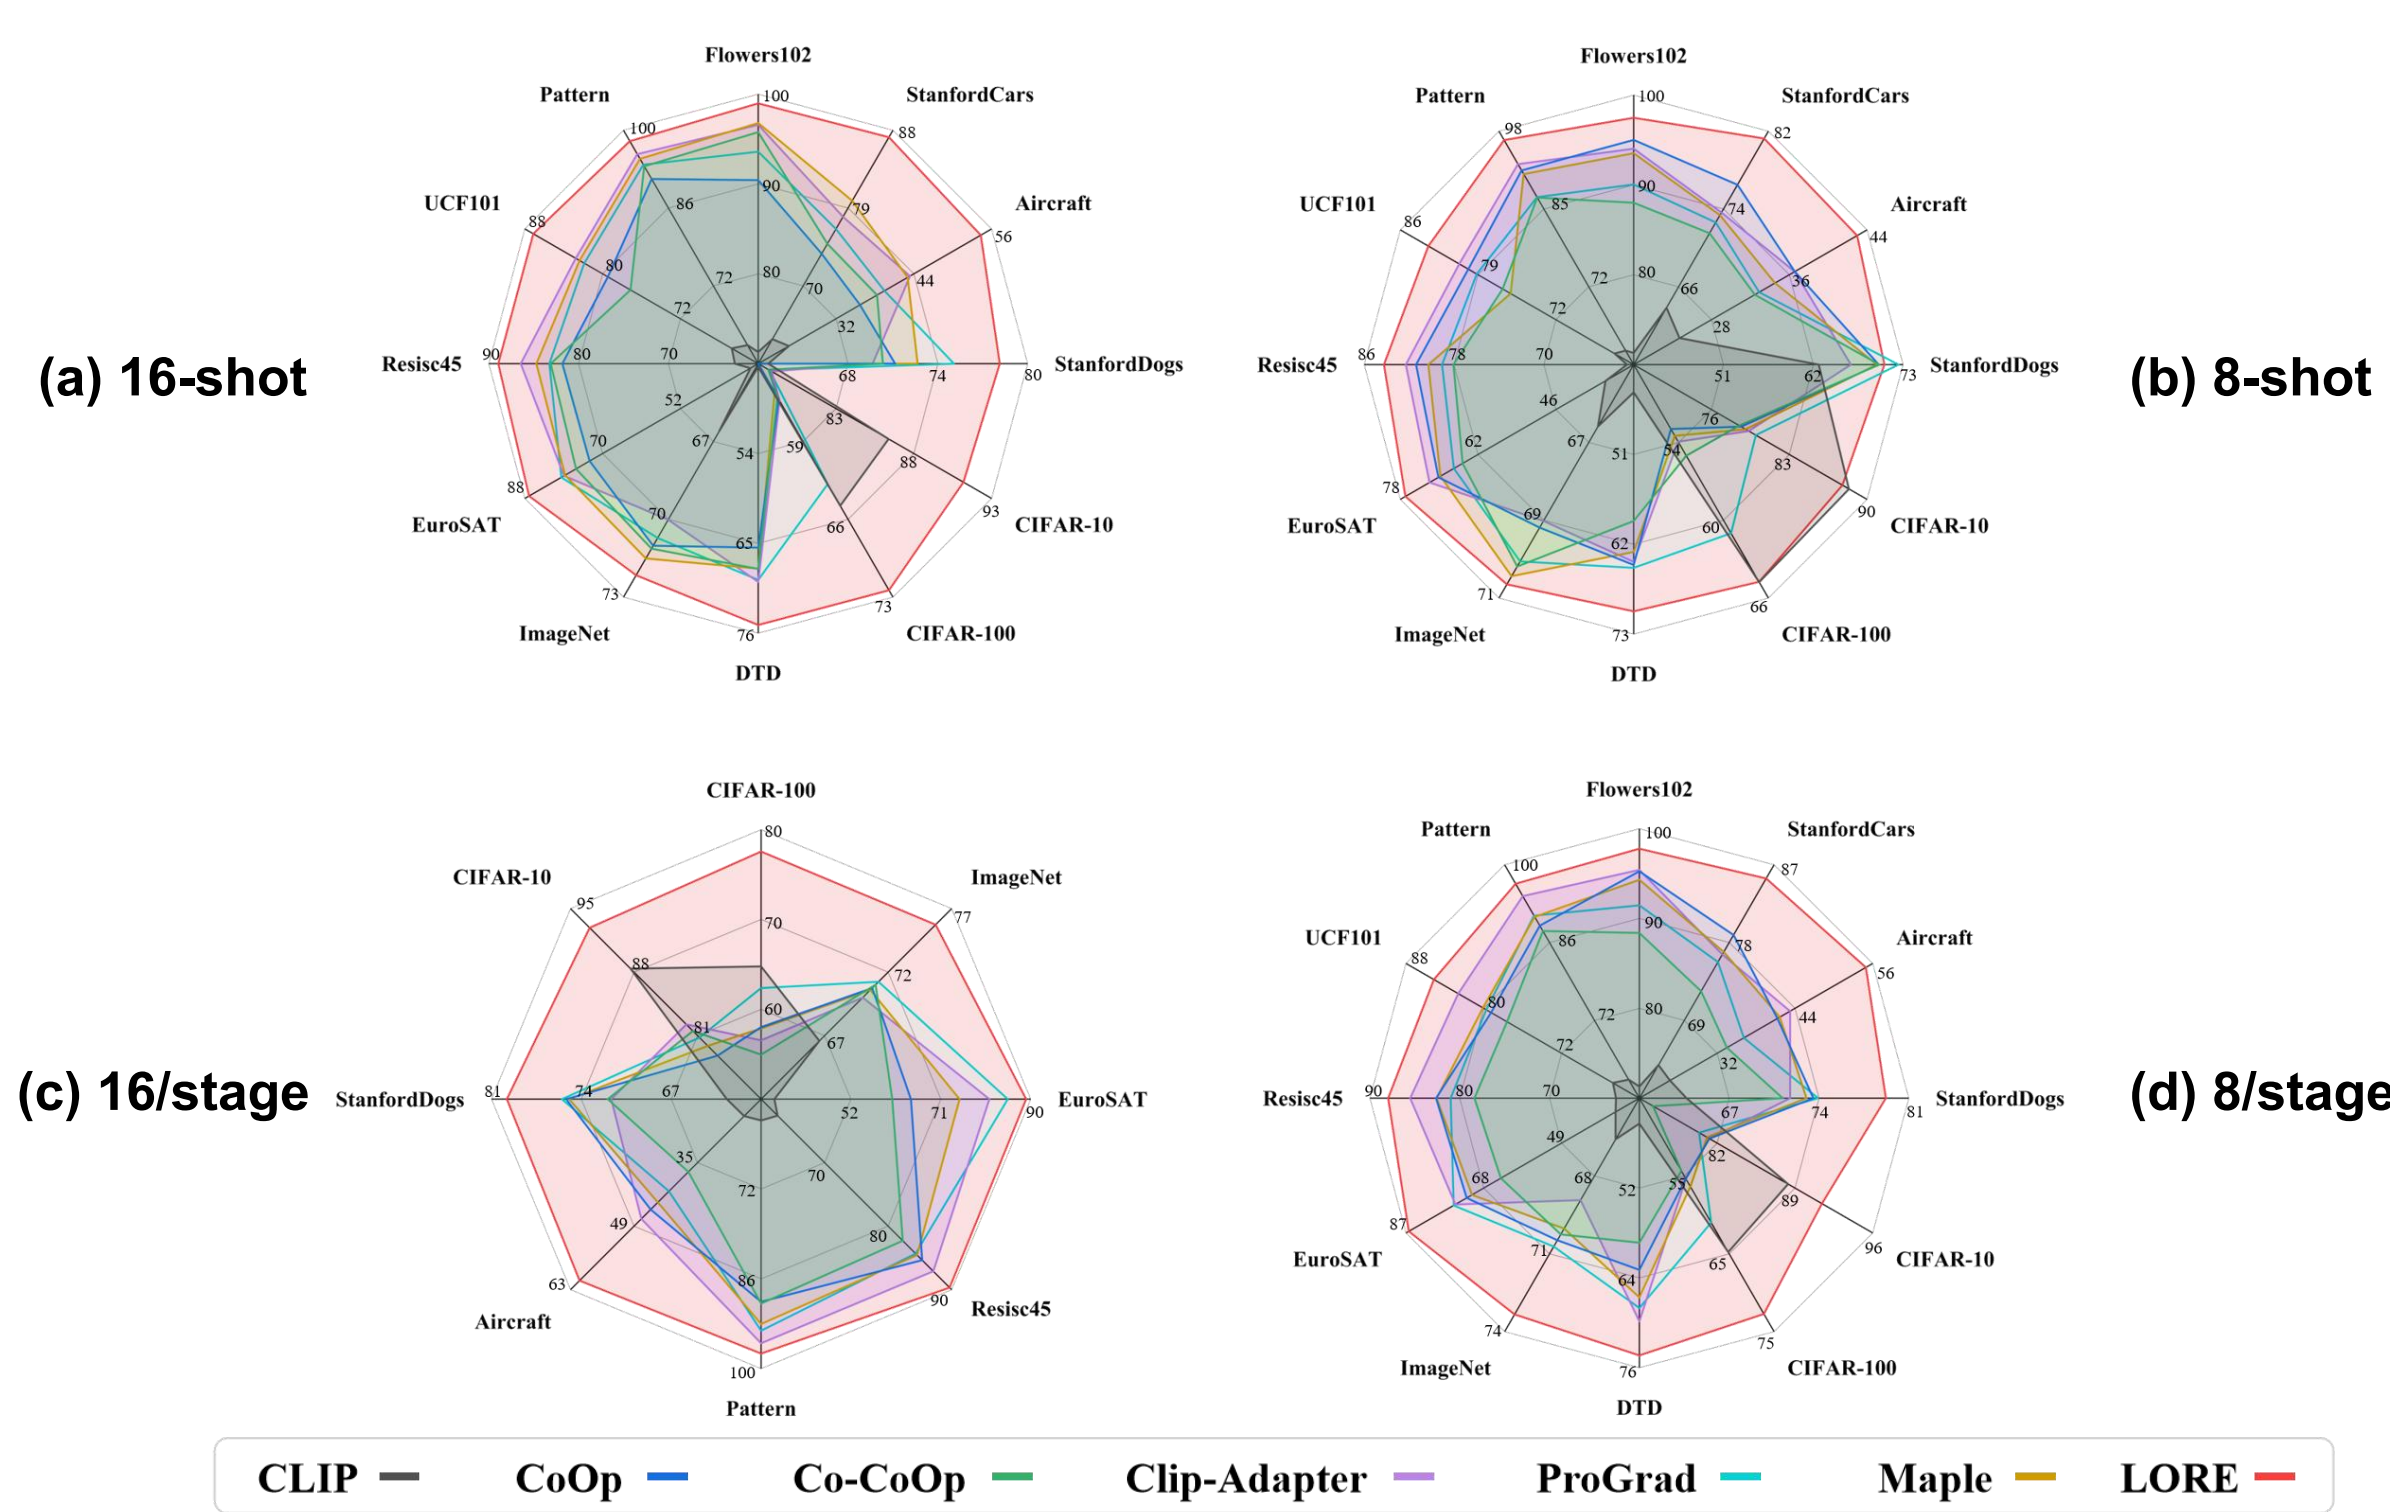 Flowers102
Pattern
StanfordCars
UCF101
Aircraft
Resisc45
StanfordDogs
EuroSAT
CIFAR-10
ImageNet
CIFAR-100
DTD
100
90
80
88
79
70
56
44
32
80
74
68
93
88
83
73
66
59
76
65
54
73
70
67
88
70
52
90
80
70
88
80
72
100
86
72
(a) 16-shot
Flowers102
Pattern
StanfordCars
UCF101
Aircraft
Resisc45
StanfordDogs
EuroSAT
CIFAR-10
ImageNet
CIFAR-100
DTD
100
90
80
82
74
66
44
36
28
73
62
51
90
83
76
66
60
54
73
62
51
71
69
67
78
62
46
86
78
70
86
79
72
98
85
72
(b) 8-shot
CIFAR-100
CIFAR-10
ImageNet
StanfordDogs
EuroSAT
Aircraft
Resisc45
Pattern
80
70
60
77
72
67
90
71
52
90
80
70
100
86
72
63
49
35
81
74
67
95
88
81
(c) 16/stage
Flowers102
Pattern
StanfordCars
UCF101
Aircraft
Resisc45
StanfordDogs
EuroSAT
CIFAR-10
ImageNet
CIFAR-100
DTD
100
90
80
87
78
69
56
44
32
81
74
67
96
89
82
75
65
55
76
64
52
74
71
68
87
68
49
90
80
70
88
80
72
100
86
72
(d) 8/stage
CLIP CoOp Co-CoOp Clip-Adapter ProGrad Maple LORE